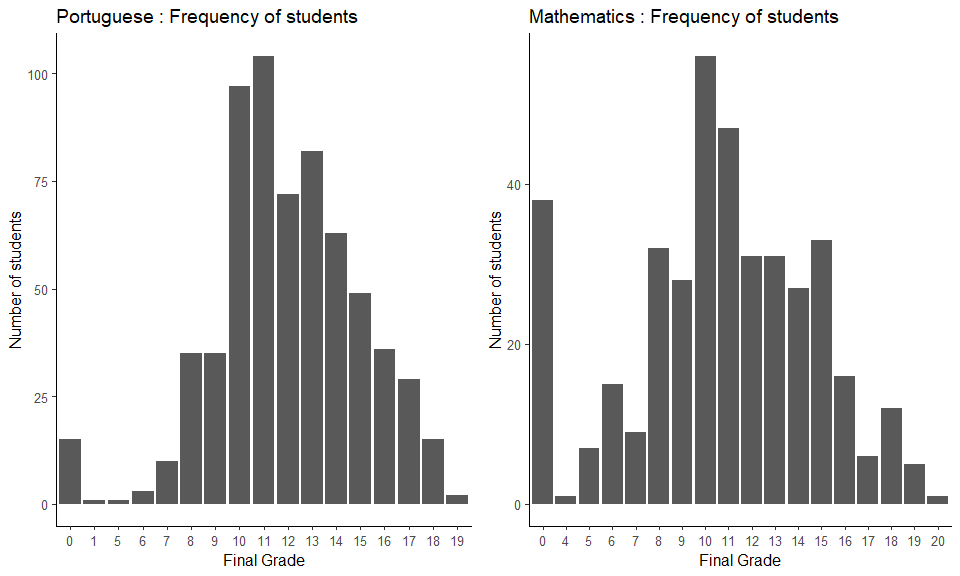 Portuguese : Frequency of students
Number of students
100
75
50
25
0
0 1 5 6 7 8 9 10 11 12 13 14 15 16 17 18 19
Final Grade
Mathematics : Frequency of students
Number of students
40
20
0
0 4 5 6 7 8 9 10 11 12 13 14 15 16 17 18 19 20
Final Grade